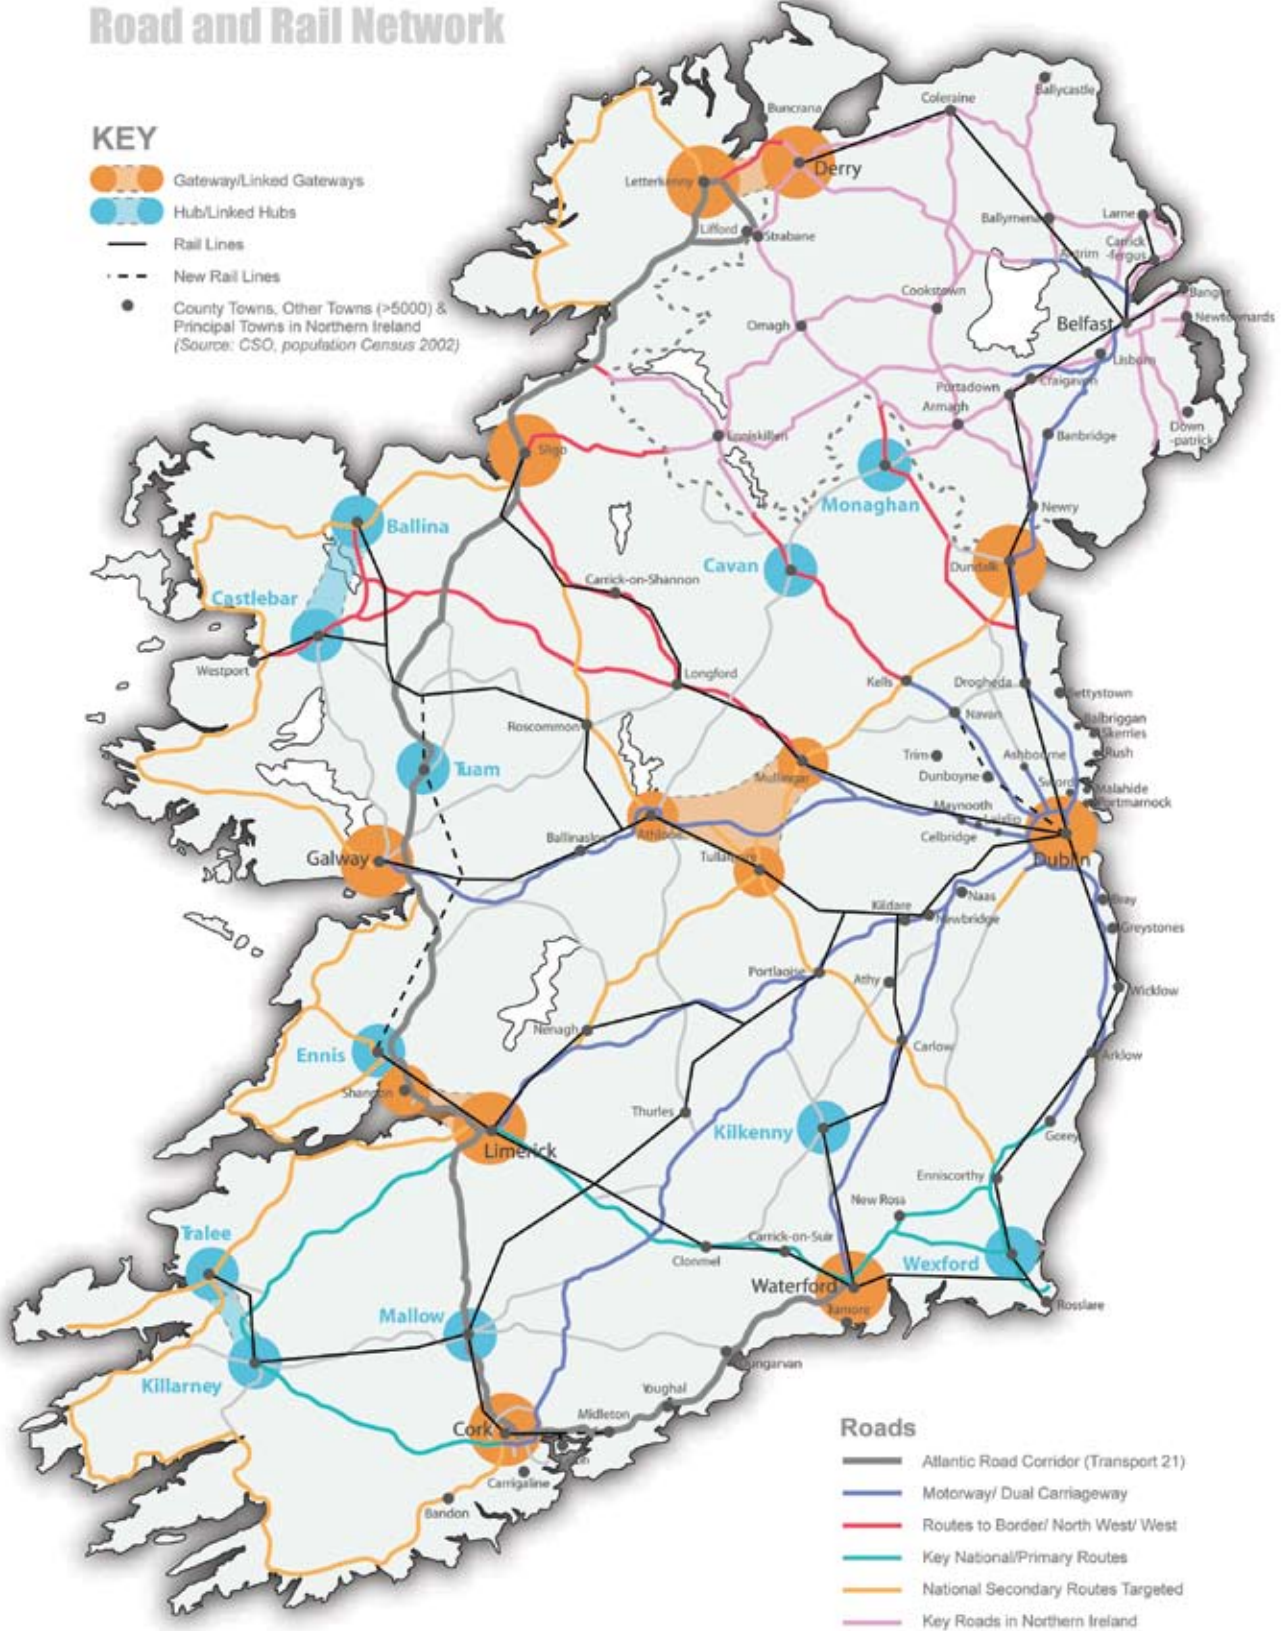 Road and Rail Network
KEY
Gateway/Linked Gateways
Hub/Linked Hubs
Rail Lines
New Rail Lines
County Towns, Other Towns (>5000) &
Principal Towns in Northern Ireland
(Source: CSO, population Census 2002)
Ballycastle
Coleraine
Buncrana
Derry
Letterkenny
Lifford
Strabane
Ballymena
Larne
Carrick
-fergus
Antrim
Cookstown
Omagh
Belfast
Bangor
Newtownards
Lisburn
Craigavon
Portadown
Armagh
Down
-patrick
Banbridge
Enniskillen
Sligo
Monaghan
Newry
Ballina
Cavan
Dundalk
Carrick-on-Shannon
Castlebar
Westport
Longford
Kells
Drogheda
Bettystown
Navan
Balbriggan
Skerries
Roscommon
Rush
Trim
Ashbourne
Tuam
Mullingar
Dunboyne
Swords
Malahide
Portmarnock
Maynooth
Leixlip
Celbridge
Ballinasloe
Athlone
Galway
Tullamore
Dublin
Kildare
Naas
Newbridge
Bray
Greystones
Portlaoise
Athy
Wicklow
Nenagh
Ennis
Carlow
Arklow
Shannon
Thurles
Kilkenny
Gorey
Limerick
Enniscorthy
New Ross
Tralee
Carrick-on-Suir
Clonmel
Wexford
Waterford
Rosslare
Mallow
Dungarvan
Killarney
Youghal
Midleton
Cork
Carrigaline
Bandon
Roads
Atlantic Road Corridor (Transport 21)
Motorway/ Dual Carriageway
Routes to Border/ North West/ West
Key National/Primary Routes
National Secondary Routes Targeted
Key Roads in Northern Ireland